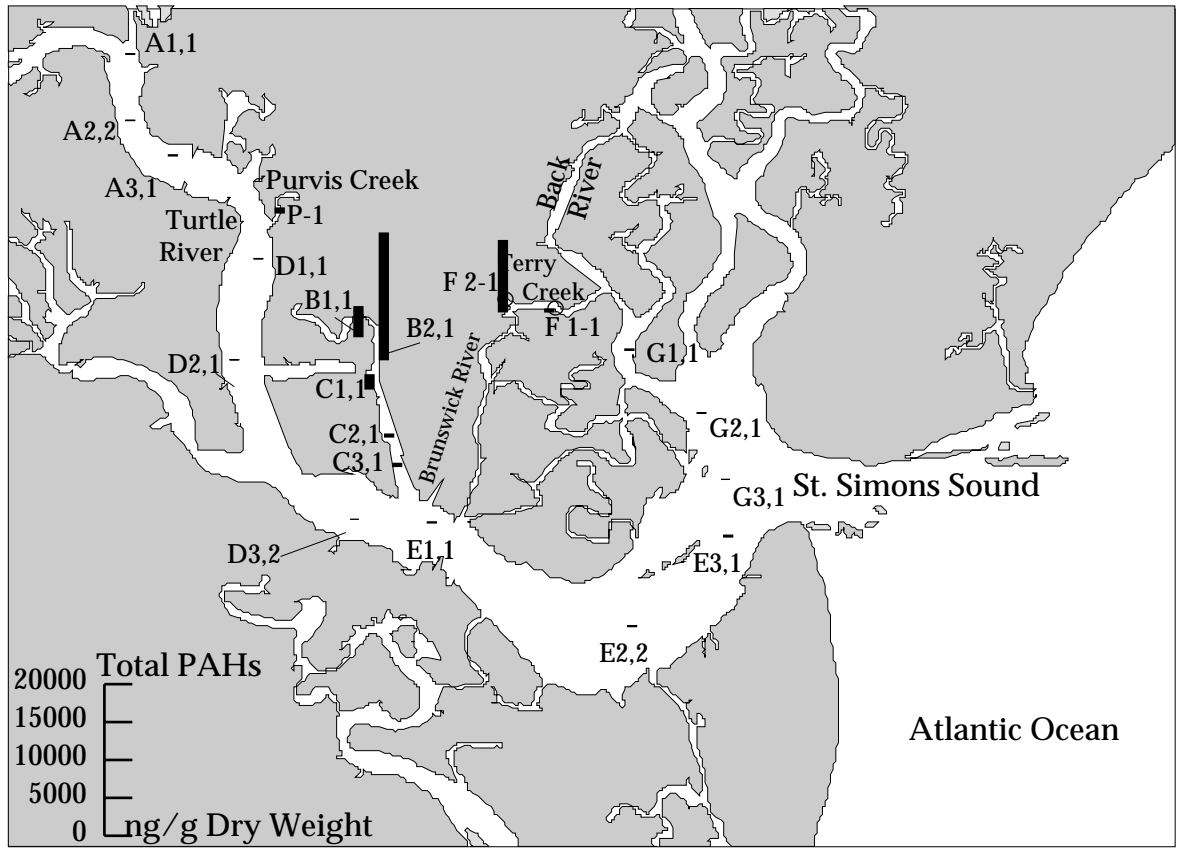 A1,1
A2,2
A3,1
Purvis Creek
P-1
Turtle
River
D1,1
Back
River
Terry
Creek
F 2-1
F 1-1
B1,1
B2,1
D2,1
C1,1
C2,1
C3,1
Brunswick River
G1,1
G2,1
G3,1
St. Simons Sound
D3,2
E1,1
E3,1
E2,2
Total PAHs
20000
15000
10000
5000
0
ng/g Dry Weight
Atlantic Ocean